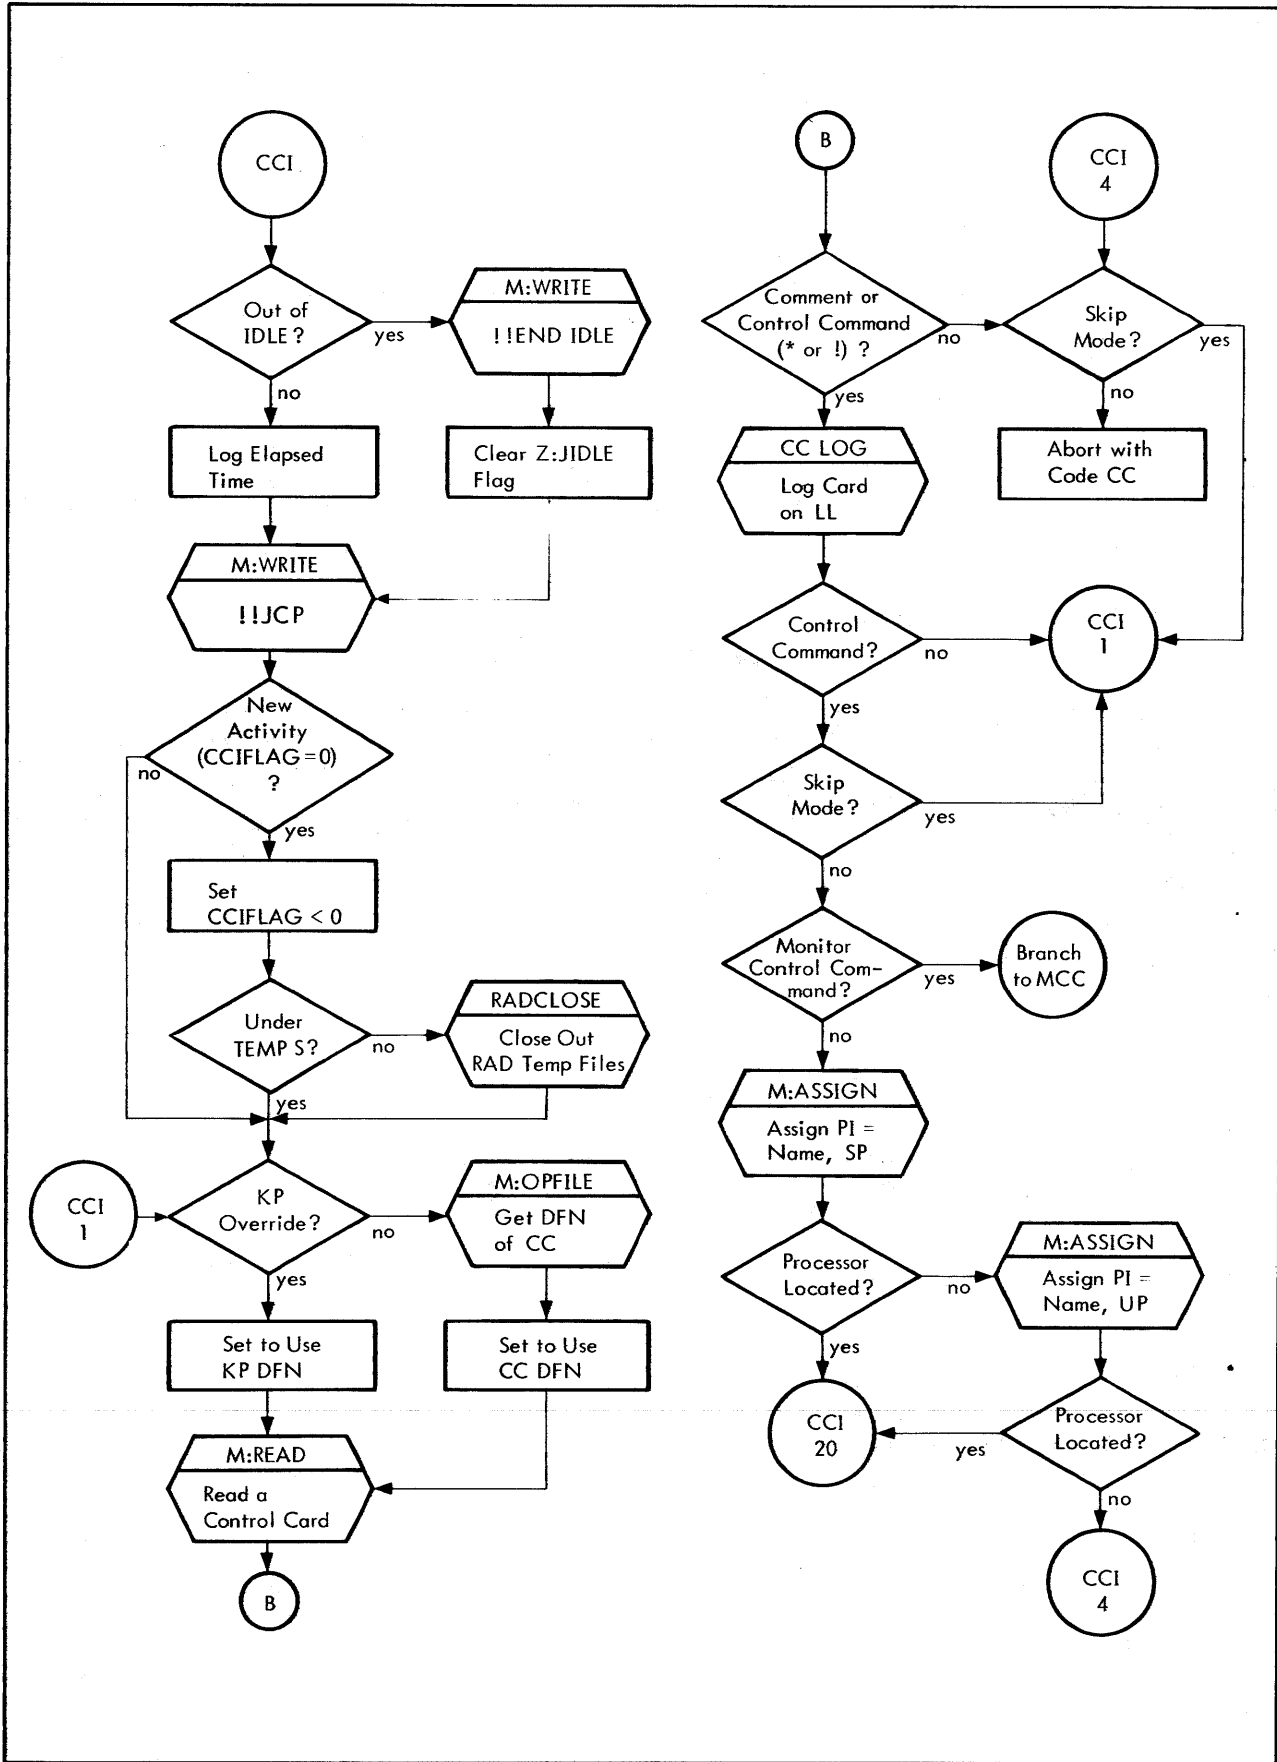 CCI
Out of
IDLE?
yes
no
M:WRITE
!!END IDLE
Log Elapsed
Time
Clear Z:JIDLE
Flag
M:WRITE
!!JCP
New
Activity
(CCIFLAG=0)
?
no
yes
Set
CCIFLAG < 0
Under
TEMP S?
no
yes
RADCLOSE
Close Out
RAD Temp Files
CCI
1
KP
Override?
no
yes
M:OPFILE
Get DFN
of CC
Set to Use
KP DFN
Set to Use
CC DFN
M:READ
Read a
Control Card
B
B
CCI
4
Comment or
Control Command
(* or !) ?
no
yes
Skip
Mode?
yes
no
CC LOG
Log Card
on LL
Abort with
Code CC
Control
Command?
no
yes
CCI
1
Skip
Mode?
yes
no
Monitor
Control Com-
mand?
yes
no
Branch
to MCC
M:ASSIGN
Assign PI =
Name, SP
Processor
Located?
no
yes
M:ASSIGN
Assign PI =
Name, UP
CCI
20
Processor
Located?
yes
no
CCI
4